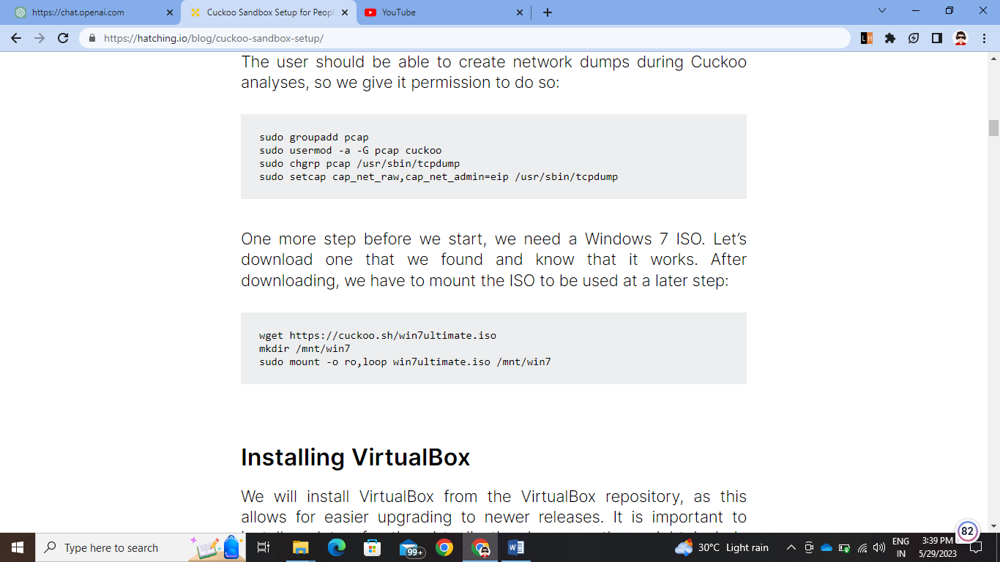 https://chat.openai.com
Cuckoo Sandbox Setup for Peopl
YouTube
https://hatching.io/blog/cuckoo-sandbox-setup/
LH
The user should be able to create network dumps during Cuckoo
analyses, so we give it permission to do so:
sudo groupadd pcap
sudo usermod -a -G pcap cuckoo
sudo chgrp pcap /usr/sbin/tcpdump
sudo setcap cap_net_raw,cap_net_admin=eip /usr/sbin/tcpdump
One more step before we start, we need a Windows 7 ISO. Let’s
download one that we found and know that it works. After
downloading, we have to mount the ISO to be used at a later step:
wget https://cuckoo.sh/win7ultimate.iso
mkdir /mnt/win7
sudo mount -o ro,loop win7ultimate.iso /mnt/win7
Installing VirtualBox
We will install VirtualBox from the VirtualBox repository, as this
allows for easier upgrading to newer releases. It is important to
82
Type here to search
99+
30°C Light rain
ENG
IN
3:39 PM
5/29/2023